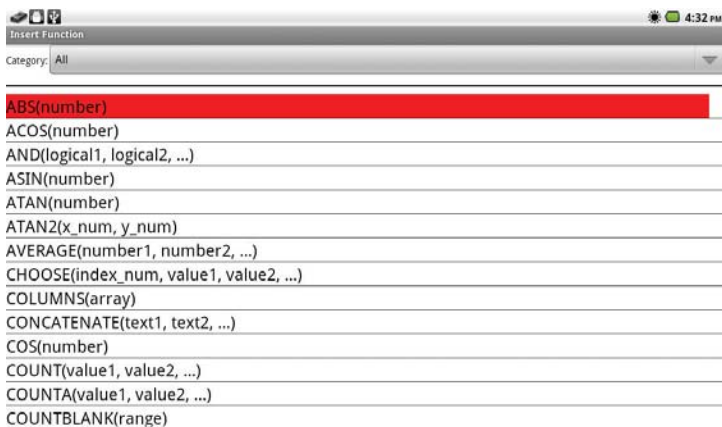 4:32 PM
Insert Function
Category: All
ABS(number)
ACOS(number)
AND(logical1, logical2, ...)
ASIN(number)
ATAN(number)
ATAN2(x_num, y_num)
AVERAGE(number1, number2, ...)
CHOOSE(index_num, value1, value2, ...)
COLUMNS(array)
CONCATENATE(text1, text2, ...)
COS(number)
COUNT(value1, value2, ...)
COUNTA(value1, value2, ...)
COUNTBLANK(range)